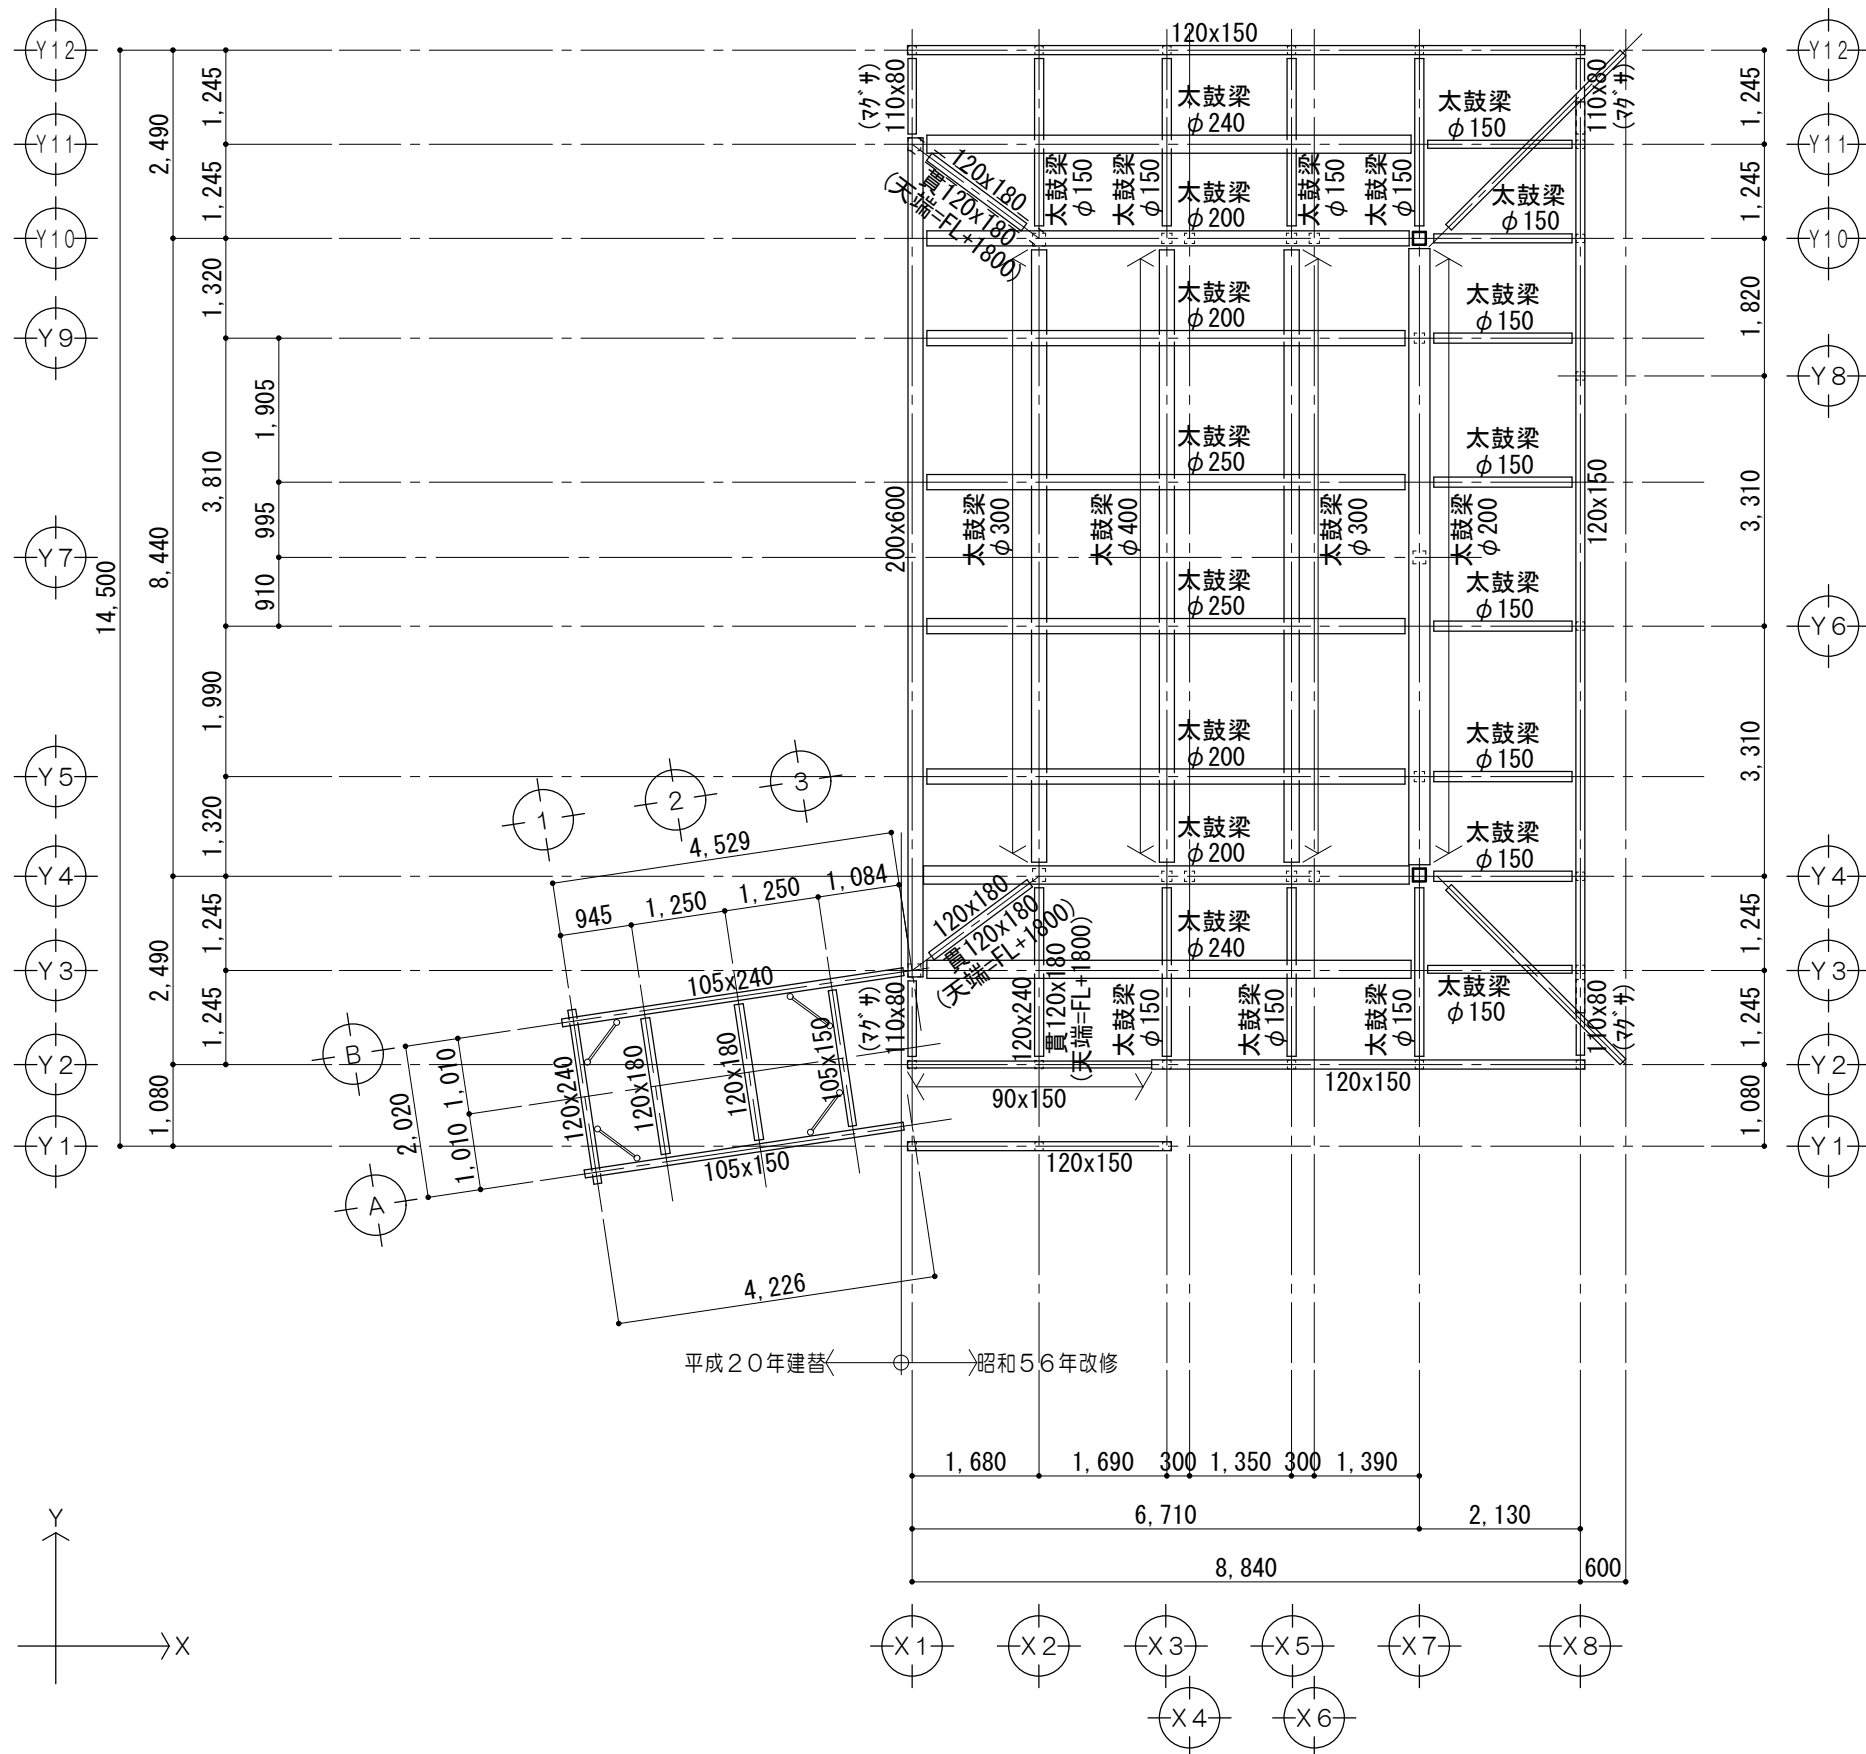 Y12
Y11
Y10
Y9
Y7
Y5
Y4
Y3
Y2
Y1
14,500
2,490
8,440
2,490
1,080
1,245
1,245
1,320
3,810
1,990
1,320
1,245
1,245
1,905
995
910
120x150
110x80
(マグサ)
太鼓梁
φ240
太鼓梁
φ150
110x80
(マグサ)
120x180
貫120x180
(天端=FL+1800)
太鼓梁
φ150
太鼓梁
φ150
太鼓梁
φ200
太鼓梁
φ150
太鼓梁
φ150
太鼓梁
φ150
太鼓梁
φ200
太鼓梁
φ150
太鼓梁
φ250
太鼓梁
φ150
200x600
太鼓梁
φ300
太鼓梁
φ400
太鼓梁
φ300
太鼓梁
φ200
120x150
太鼓梁
φ250
太鼓梁
φ150
太鼓梁
φ200
太鼓梁
φ150
太鼓梁
φ200
太鼓梁
φ150
120x180
貫120x180
(天端=FL+1800)
太鼓梁
φ240
太鼓梁
φ150
(マグサ)
110x80
120x240
貫120x180
(天端=FL+1800)
太鼓梁
φ150
太鼓梁
φ150
太鼓梁
φ150
110x80
(マグサ)
90x150
120x150
120x150
1
2
3
4,529
945
1,250
1,250
1,084
105x240
120x240
120x180
120x180
105x150
105x150
B
A
2,020
1,010
1,010
4,226
平成20年建替
昭和56年改修
Y12
Y11
Y10
Y8
Y6
Y4
Y3
Y2
Y1
1,245
1,245
1,820
3,310
3,310
1,245
1,245
1,080
1,680
1,690
300
1,350
300
1,390
6,710
2,130
8,840
600
X1
X2
X3
X5
X7
X8
X4
X6
Y
X